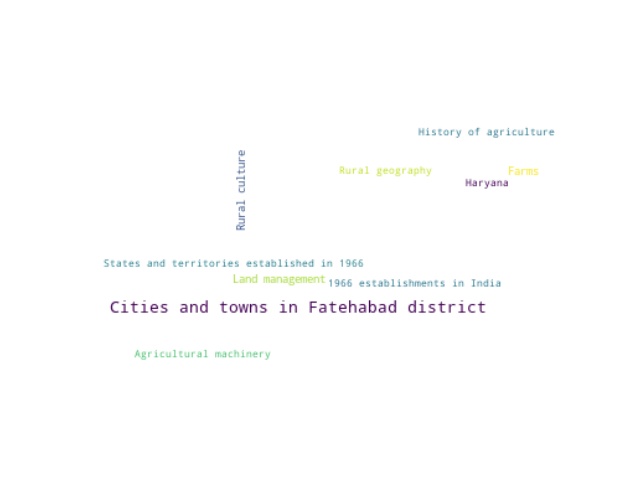 History of agriculture
Rural culture
Rural geography
Farms
Haryana
States and territories established in 1966
Land management
1966 establishments in India
Cities and towns in Fatehabad district
Agricultural machinery